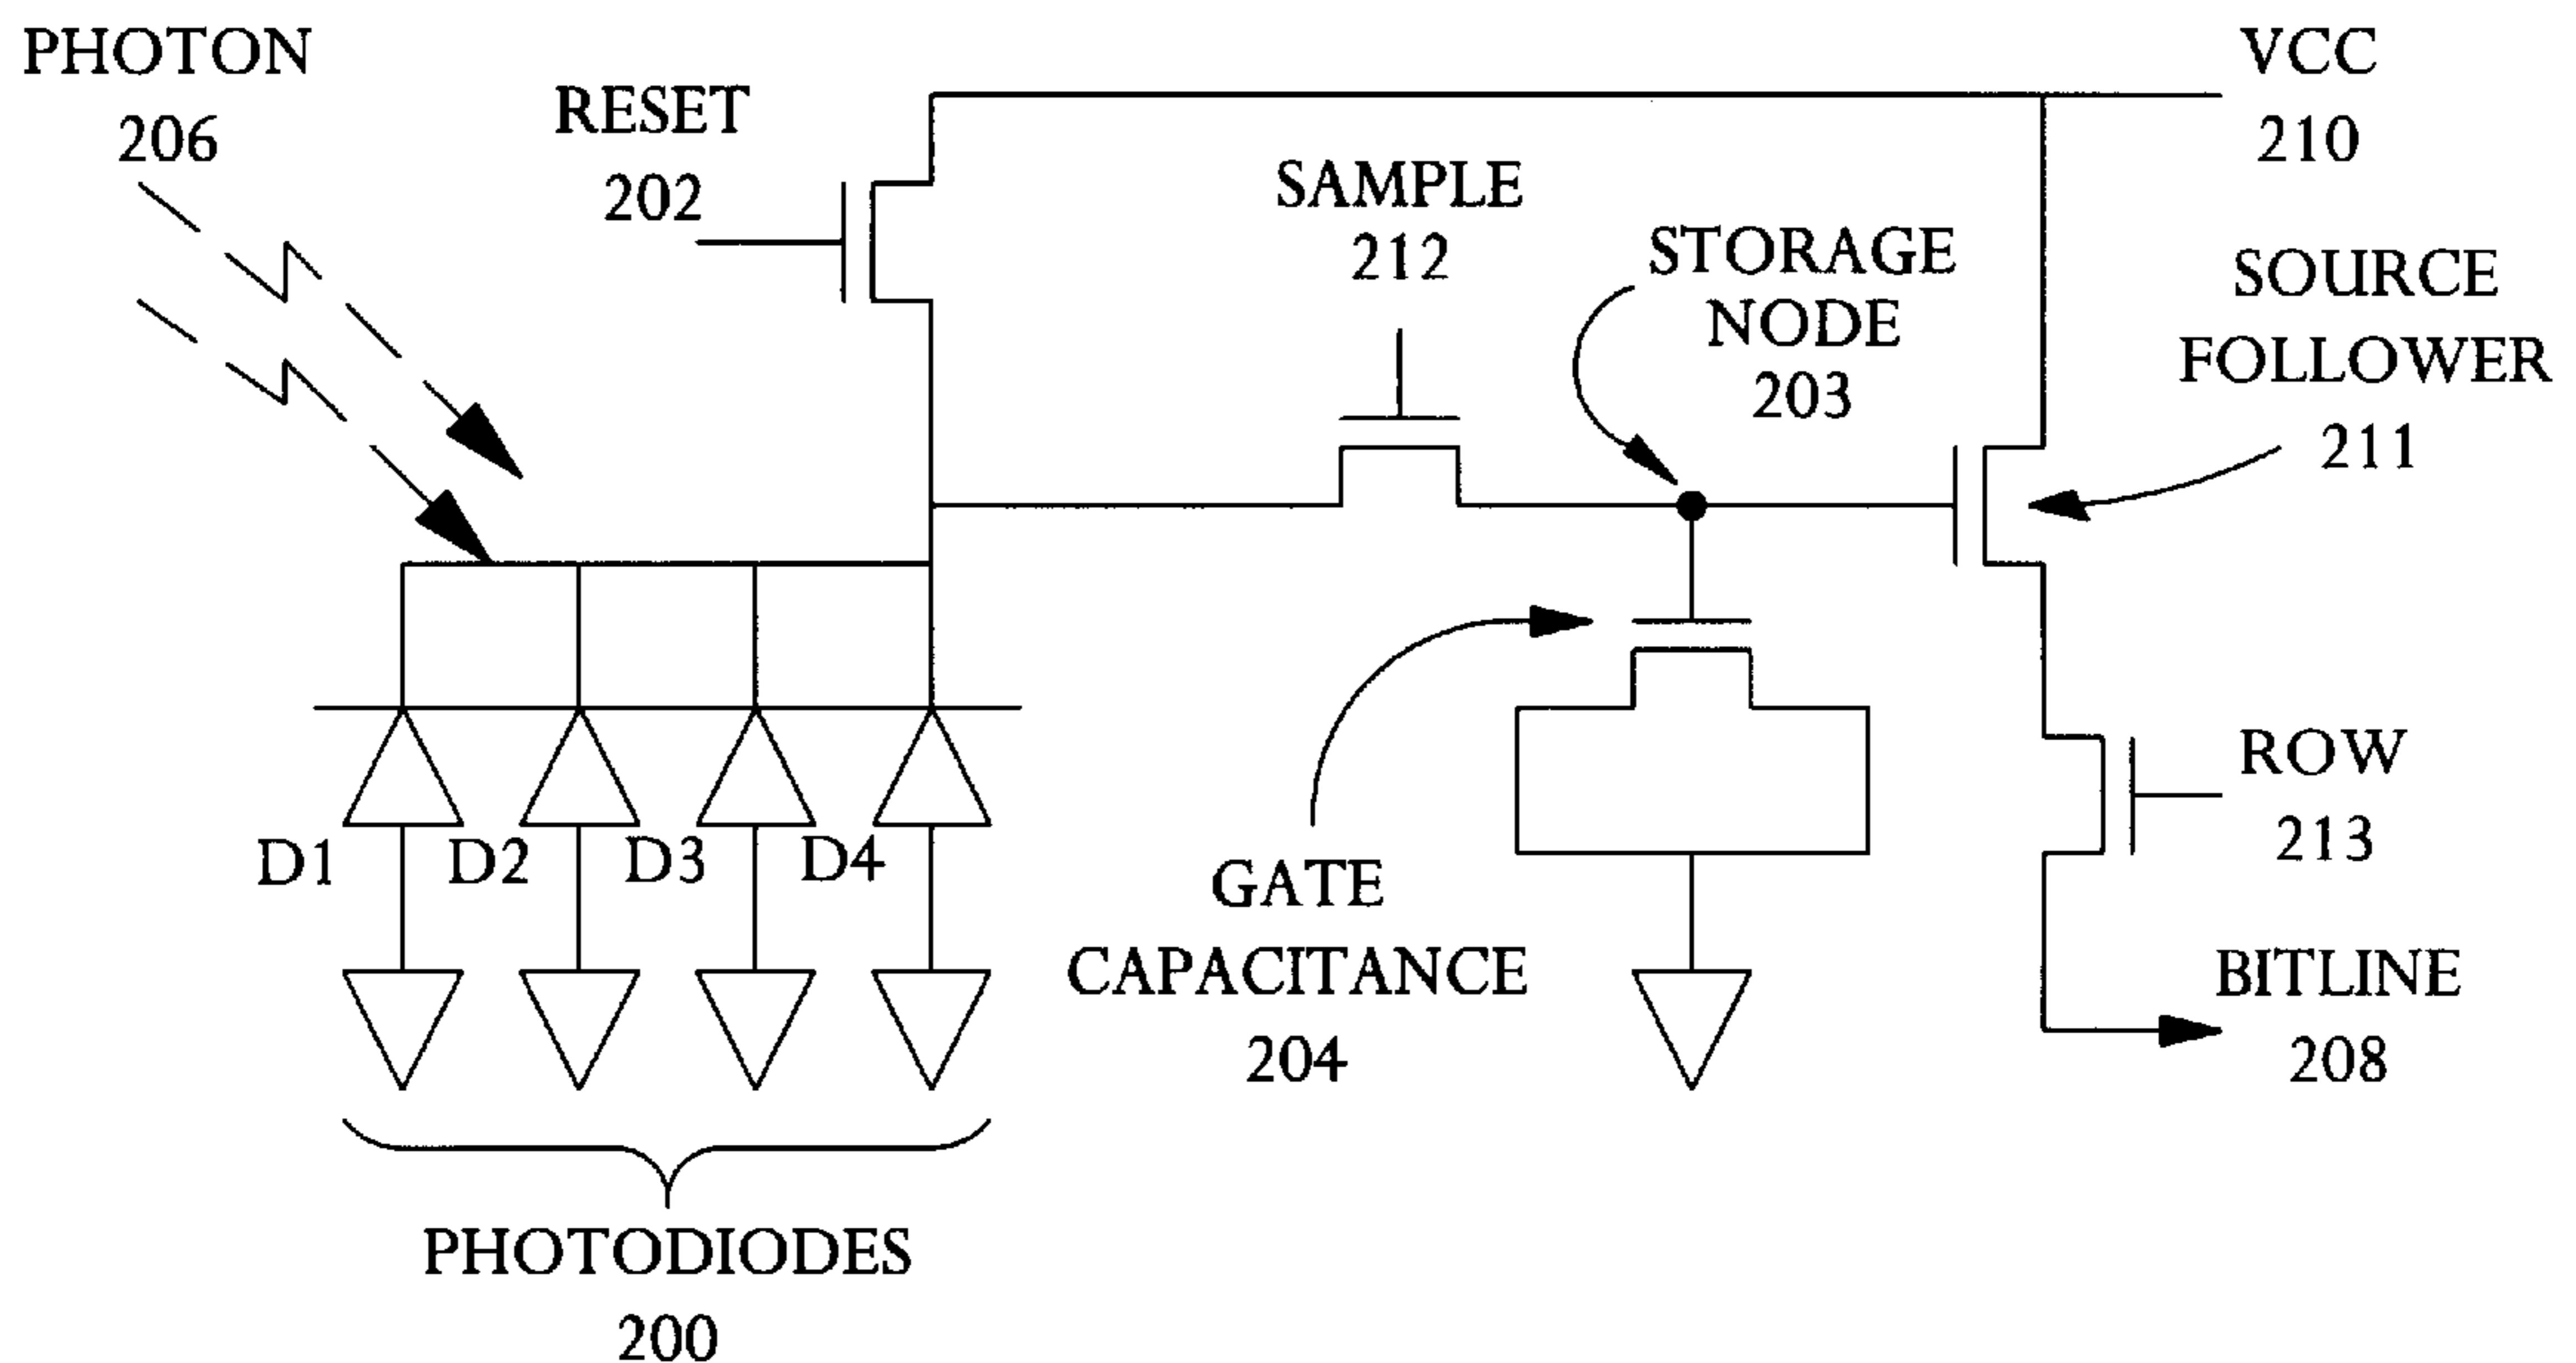 PHOTON
206
RESET
202
SAMPLE
212
STORAGE
NODE
203
VCC
210
SOURCE
FOLLOWER
211
ROW
213
BITLINE
208
GATE
CAPACITANCE
204
D1
D2
D3
D4
PHOTODIODES
200